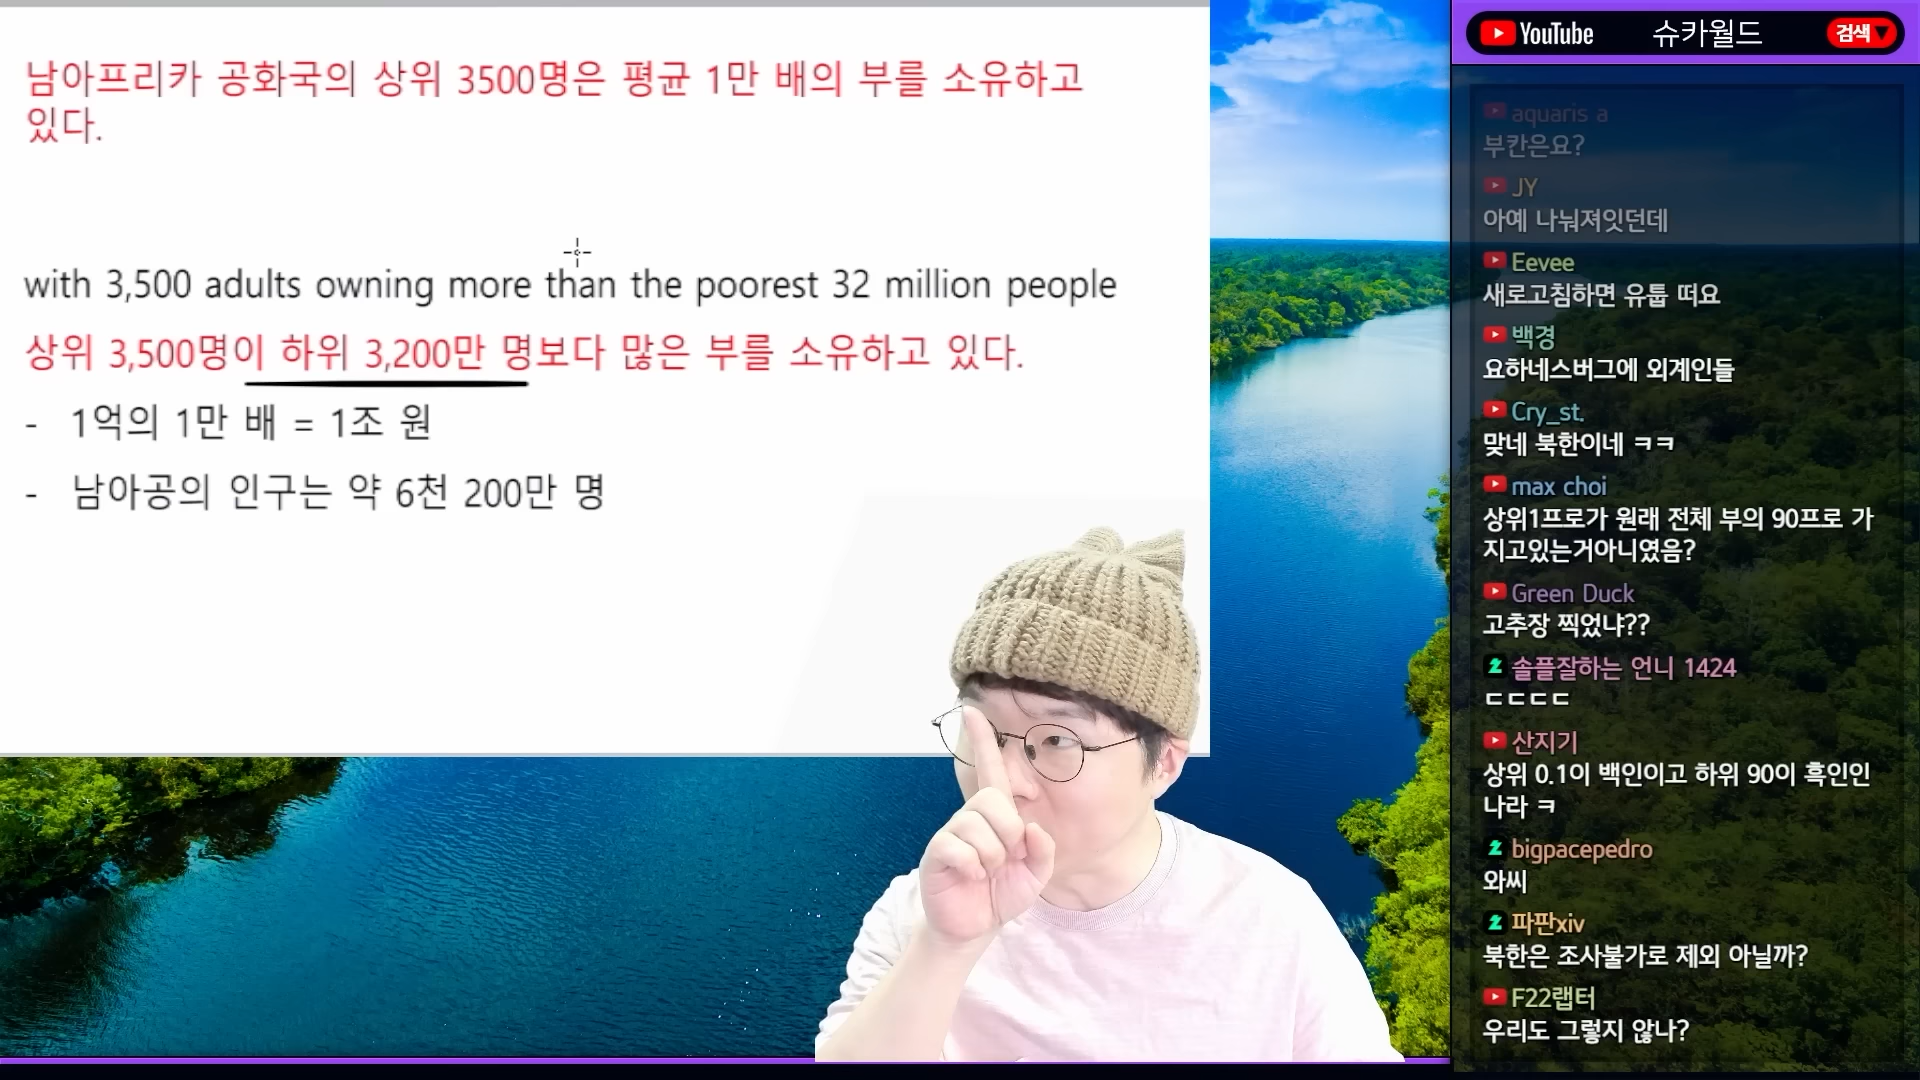 남아프리카 공화국의 상위 3500명은 평균 1만 배의 부를 소유하고
있다.
with 3,500 adults owning more than the poorest 32 million people
상위 3,500명이 하위 3,200만 명보다 많은 부를 소유하고 있다.
- 1억의 1만 배 = 1조 원
- 남아공의 인구는 약 6천 200만 명
YouTube 슈카월드 검색
aquaris a
부칸은요?
JY
아예 나눠져잇던데
Eevee
새로고침하면 유툽 떠요
백경
요하네스버그에 외계인들
Cry_st.
맞네 북한이네 ㅋㅋ
max choi
상위1프로가 원래 전체 부의 90프로 가
지고있는거아니였음?
Green Duck
고추장 찍었냐??
솔플잘하는 언니 1424
ㄷㄷㄷㄷ
산지기
상위 0.1이 백인이고 하위 90이 흑인인
나라 ㅋ
bigpacepedro
와씨
파판xiv
북한은 조사불가로 제외 아닐까?
F22랩터
우리도 그렇지 않나?